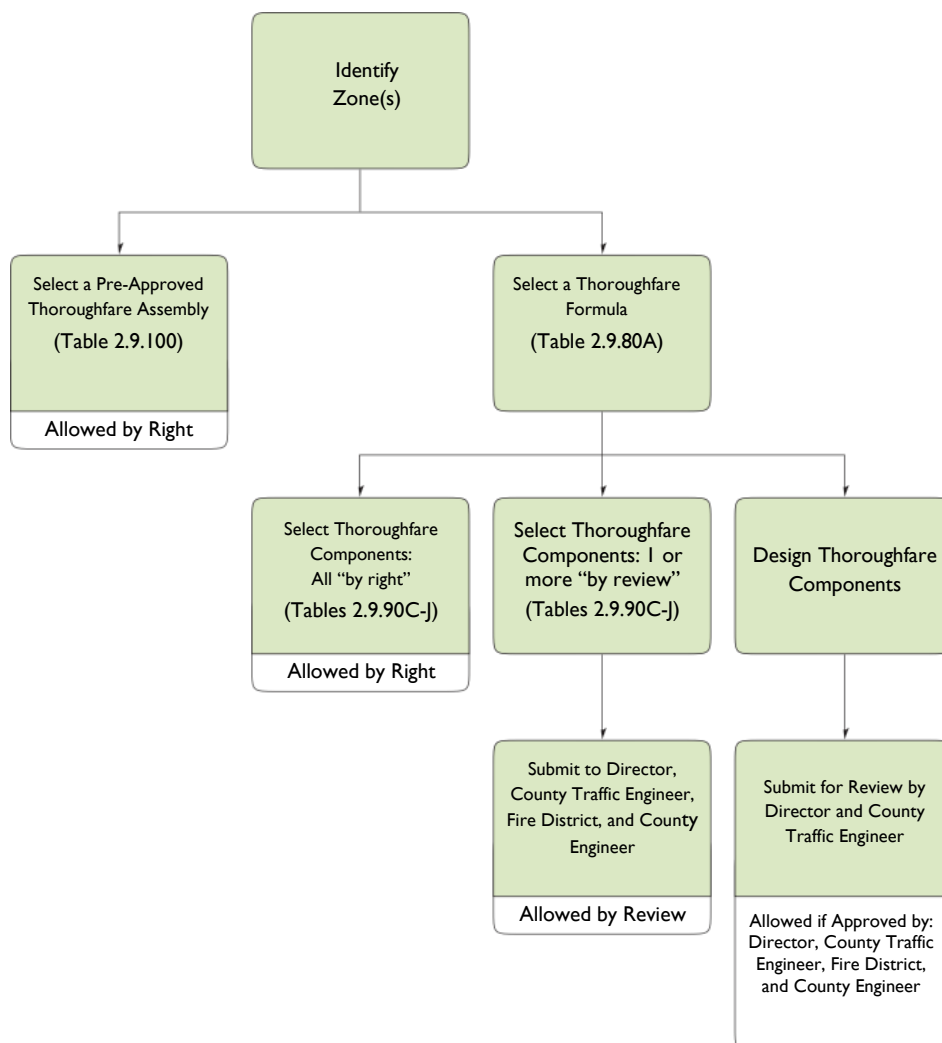 Identify
Zone(s)
Select a Pre-Approved
Thoroughfare Assembly
(Table 2.9.100)
Allowed by Right
Select a Thoroughfare
Formula
(Table 2.9.80A)
Select Thoroughfare
Components:
All “by right”
(Tables 2.9.90C-J)
Allowed by Right
Select Thoroughfare
Components: 1 or
more “by review”
(Tables 2.9.90C-J)
Design Thoroughfare
Components
Submit to Director,
County Traffic Engineer,
Fire District, and County
Engineer
Allowed by Review
Submit for Review by
Director and County
Traffic Engineer
Allowed if Approved by:
Director, County Traffic
Engineer, Fire District,
and County Engineer